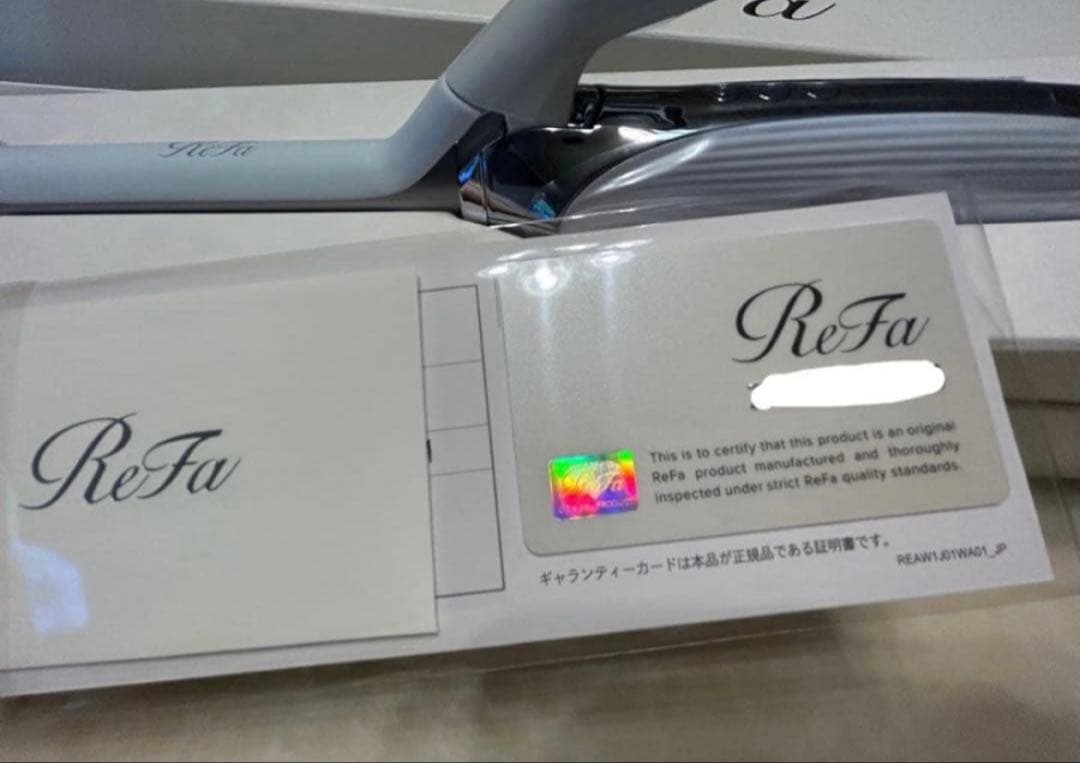 a
ReFa
ReFa
ReFa
This is to certify that this product is an original
ReFa product manufactured and thoroughly
inspected under strict ReFa quality standards.
ReFa
ギャランティーカードは本品が正規品である証明書です。
REAW1J01WA01_JP